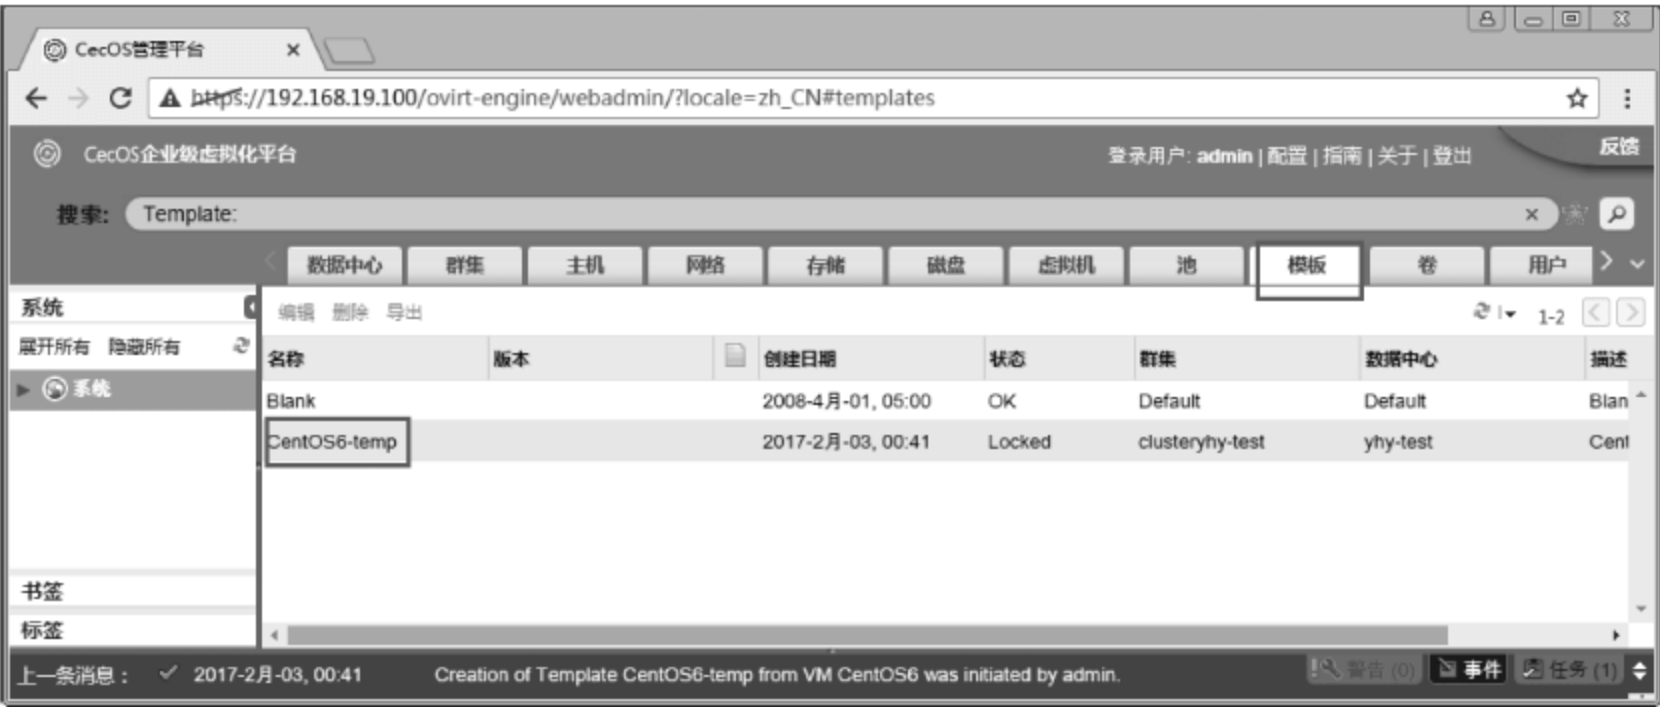 CecOS管理平台
https://192.168.19.100/ovirt-engine/webadmin/?locale=zh_CN#templates
CecOS企业级虚拟化平台 登录用户: admin | 配置 | 指南 | 关于 | 登出 反馈
搜索: Template:
数据中心 群集 主机 网络 存储 磁盘 虚拟机 池 模板 卷 用户
系统 编辑 删除 导出 1-2
展开所有 隐藏所有
名称 版本 创建日期 状态 群集 数据中心 描述
系统
Blank 2008-4月-01, 05:00 OK Default Default Blan
CentOS6-temp 2017-2月-03, 00:41 Locked clusteryhy-test yhy-test Cent
书签
标签
上一条消息: 2017-2月-03, 00:41 Creation of Template CentOS6-temp from VM CentOS6 was initiated by admin. 警告 (0) 事件 任务 (1)